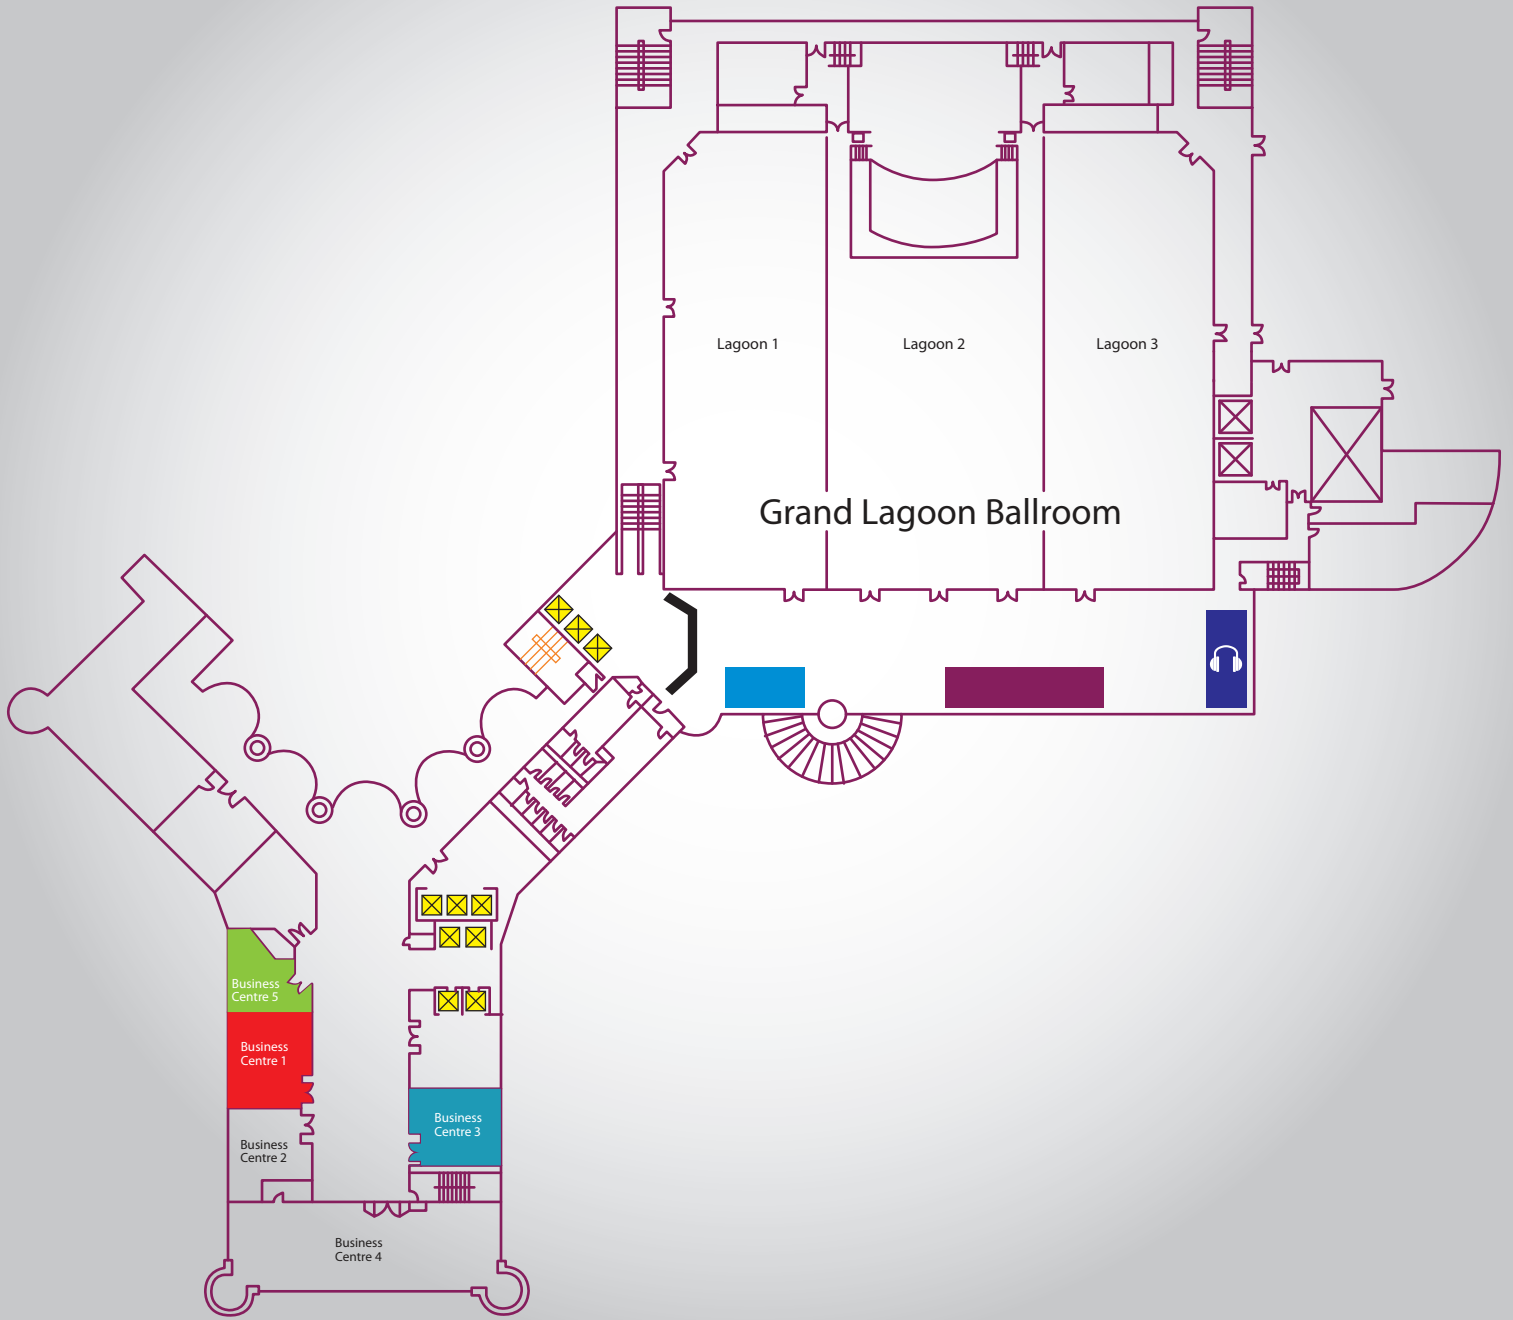 Lagoon 1
Lagoon 2
Lagoon 3
Grand Lagoon Ballroom
Business
Centre 5
Business
Centre 1
Business
Centre 3
Business
Centre 2
Business
Centre 4